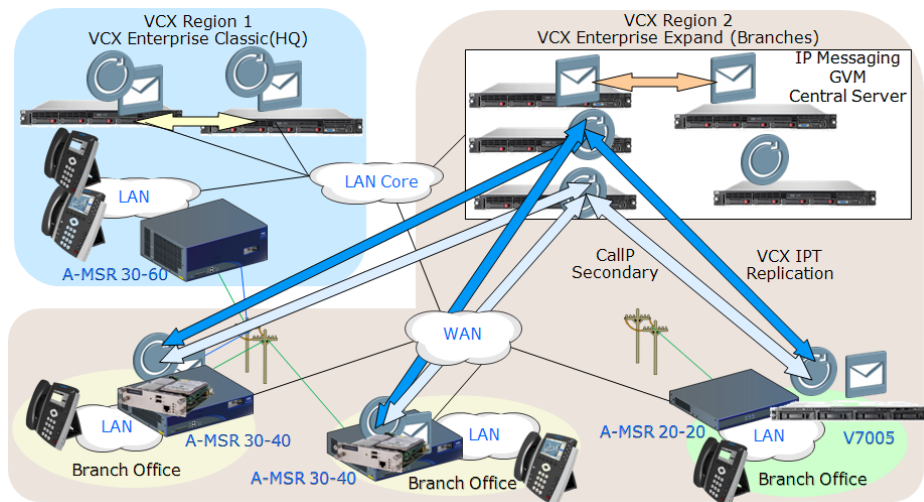 VCX Region 1
VCX Enterprise Classic(HQ)
VCX Region 2
VCX Enterprise Expand (Branches)
IP Messaging
GVM
Central Server
LAN
LAN Core
A-MSR 30-60
CallP
Secondary
VCX IPT
Replication
WAN
LAN
A-MSR 30-40
Branch Office
LAN
A-MSR 30-40
Branch Office
A-MSR 20-20
LAN
V7005
Branch Office